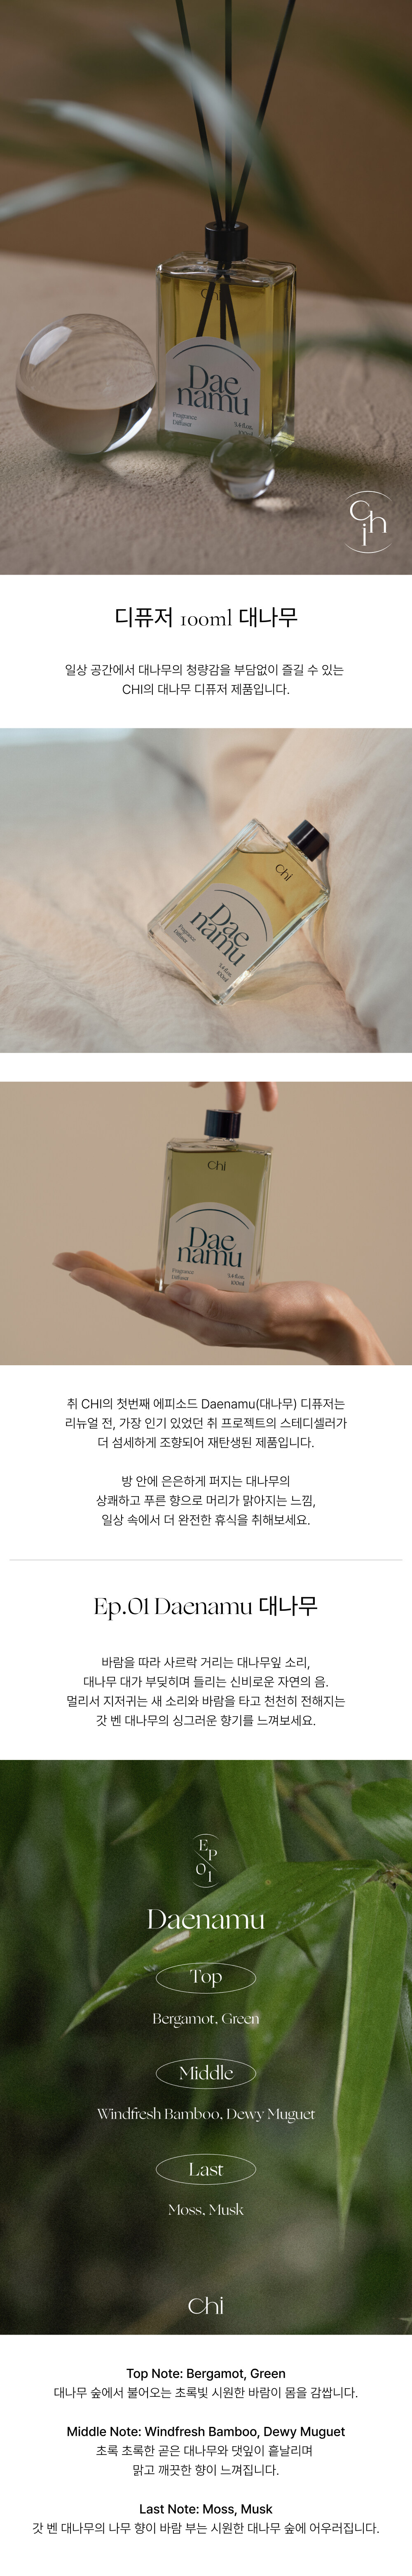 Chi
Dae
namu
Fragrance
Diffuser
3.4 fl.oz.
100ml
Chi
디퓨저 100ml 대나무
일상 공간에서 대나무의 청량감을 부담없이 즐길 수 있는
CHI의 대나무 디퓨저 제품입니다.
Chi
Dae
namu
Fragrance
Diffuser
3.4 fl.oz.
100ml
Chi
Dae
namu
Fragrance
Diffuser
3.4 fl.oz.
100ml
취 CHI의 첫번째 에피소드 Daenamu(대나무) 디퓨저는
리뉴얼 전, 가장 인기 있었던 취 프로젝트의 스테디셀러가
더 섬세하게 조향되어 재탄생된 제품입니다.
방 안에 은은하게 퍼지는 대나무의
상쾌하고 푸른 향으로 머리가 맑아지는 느낌,
일상 속에서 더 완전한 휴식을 취해보세요.
Ep.01 Daenamu 대나무
바람을 따라 사르락 거리는 대나무잎 소리,
대나무 대가 부딪히며 들리는 신비로운 자연의 음.
멀리서 지저귀는 새 소리와 바람을 타고 천천히 전해지는
갓 벤 대나무의 싱그러운 향기를 느껴보세요.
EP
01
Daenamu
Top
Bergamot, Green
Middle
Windfresh Bamboo, Dewy Muguet
Last
Moss, Musk
Chi
Top Note: Bergamot, Green
대나무 숲에서 불어오는 초록빛 시원한 바람이 몸을 감쌉니다.
Middle Note: Windfresh Bamboo, Dewy Muguet
초록 초록한 곧은 대나무와 댓잎이 흩날리며
맑고 깨끗한 향이 느껴집니다.
Last Note: Moss, Musk
갓 벤 대나무의 나무 향이 바람 부는 시원한 대나무 숲에 어우러집니다.